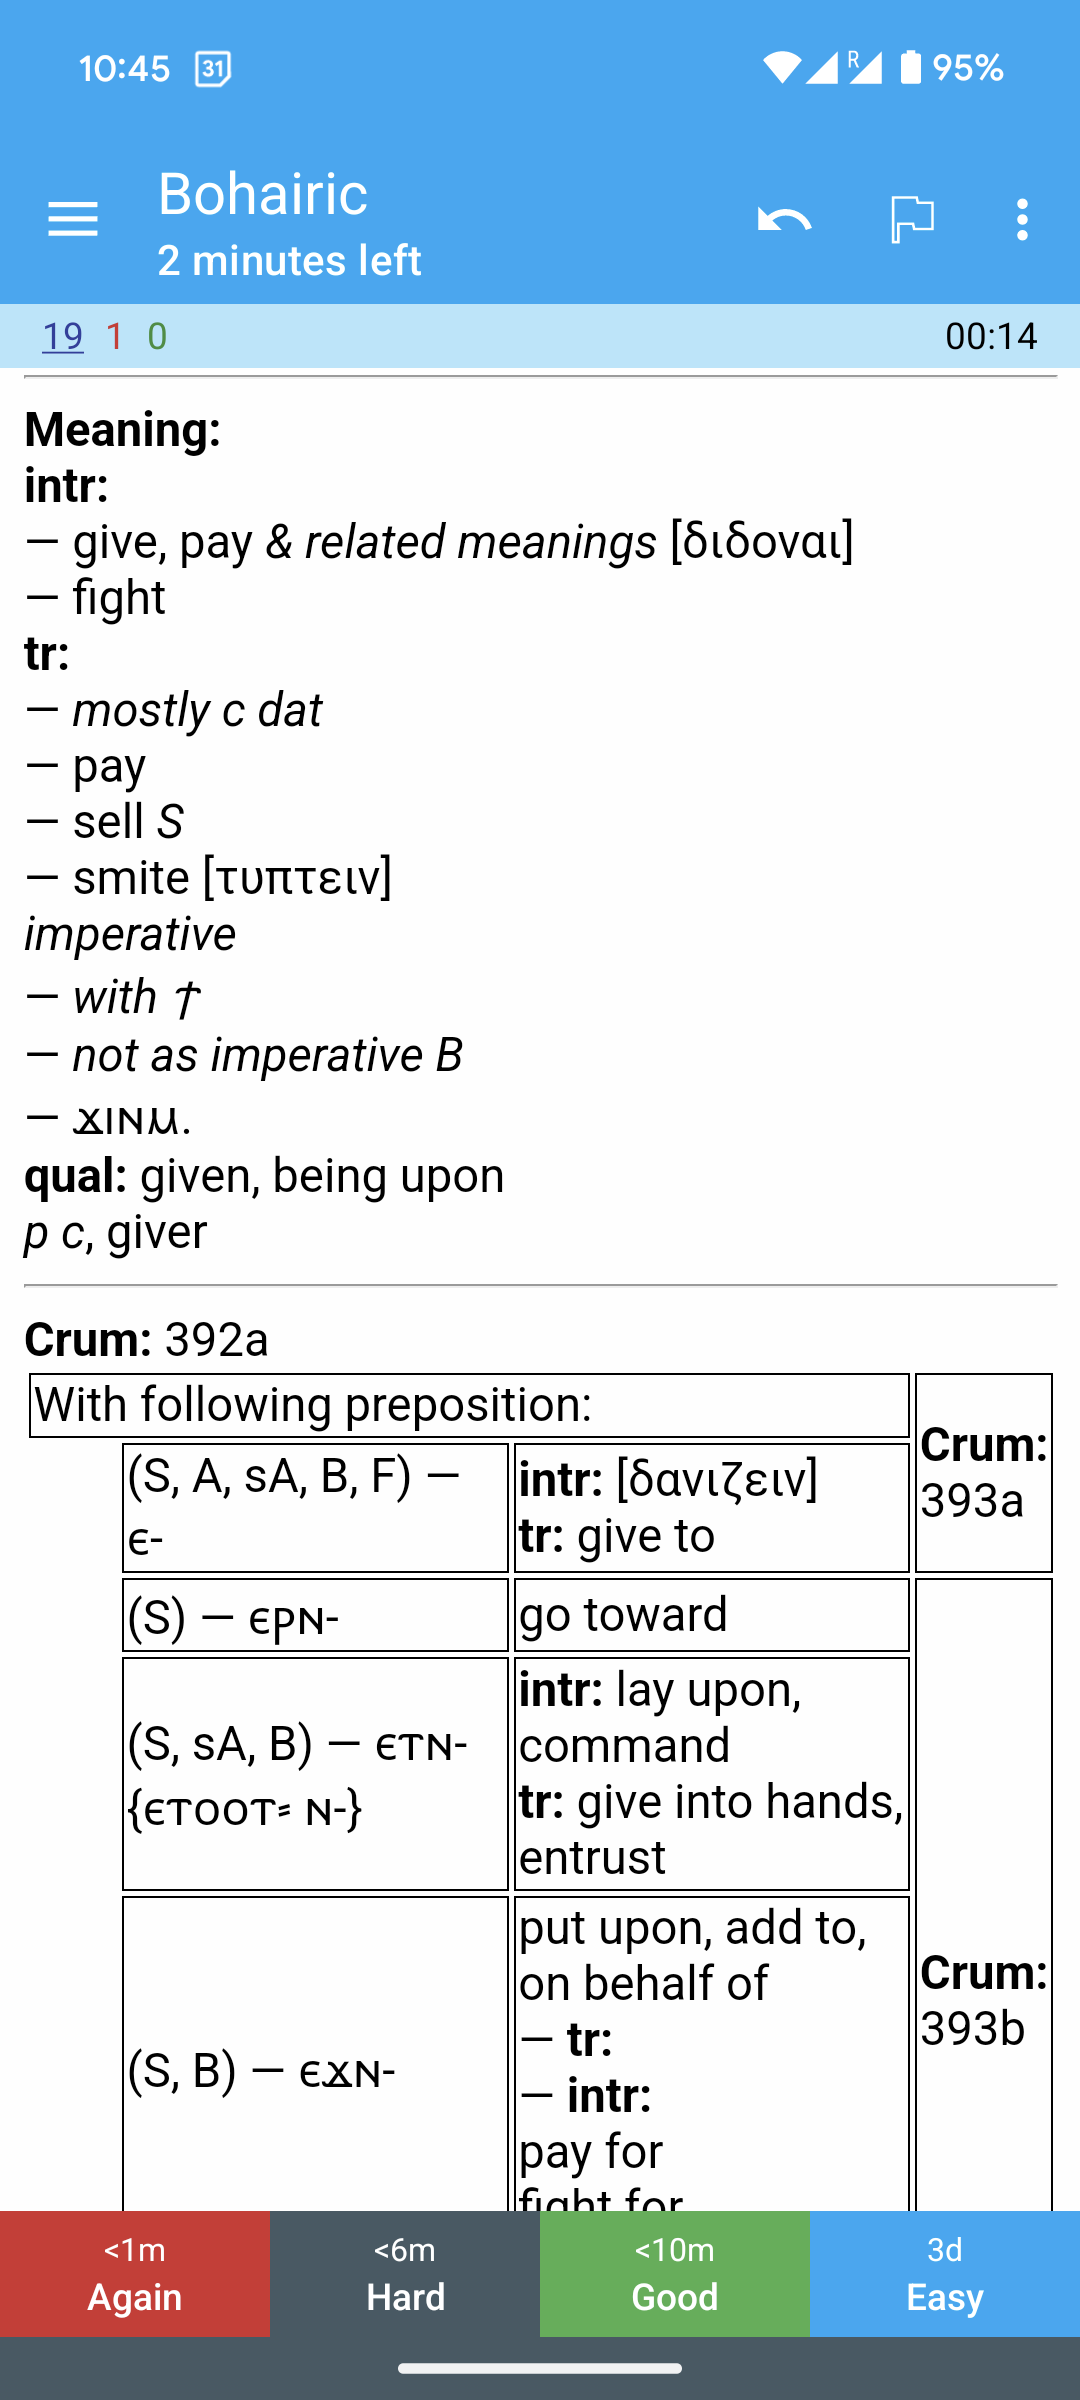 10:45 31 R 95%
Bohairic
2 minutes left
19 1 0 00:14
Meaning:
intr:
— give, pay & related meanings [διδοναι]
— fight
tr:
— mostly c dat
— pay
— sell S
— smite [τυπτειν]
imperative
— with ϯ
— not as imperative B
— ϫⲓⲛⲙ.
qual: given, being upon
p c, giver
Crum: 392a
With following preposition:
Crum:
393a
(S, A, sA, B, F) —
ⲉ-
intr: [δανιζειν]
tr: give to
(S) — ⲉⲣⲛ-
go toward
(S, sA, B) — ⲉⲧⲛ-
{ⲉⲧⲟⲟⲧ⸗ ⲛ-}
intr: lay upon,
command
tr: give into hands,
entrust
(S, B) — ⲉϫⲛ-
put upon, add to,
on behalf of
— tr:
— intr:
pay for
fight for
Crum:
393b
<1m
Again
<6m
Hard
<10m
Good
3d
Easy